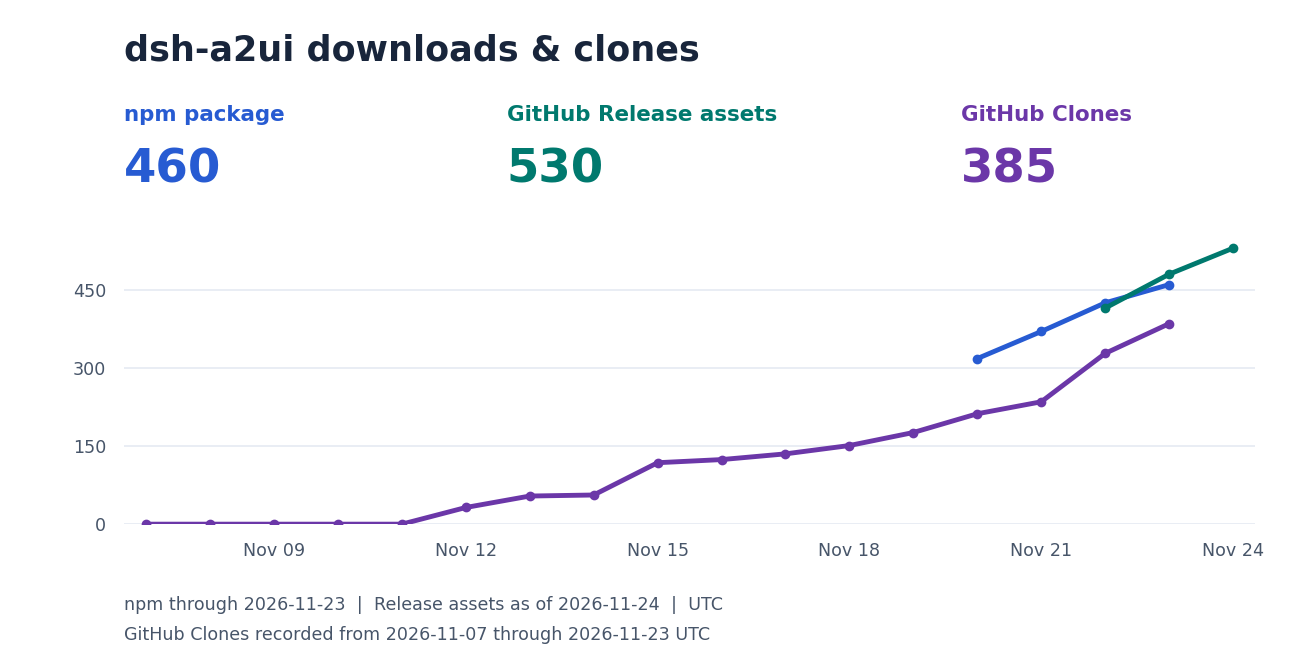 dsh-a2ui downloads & clones
npm package GitHub Release assets GitHub Clones
460 530 385
450
300
150
0
Nov 09 Nov 12 Nov 15 Nov 18 Nov 21 Nov 24
npm through 2026-11-23 | Release assets as of 2026-11-24 | UTC
GitHub Clones recorded from 2026-11-07 through 2026-11-23 UTC